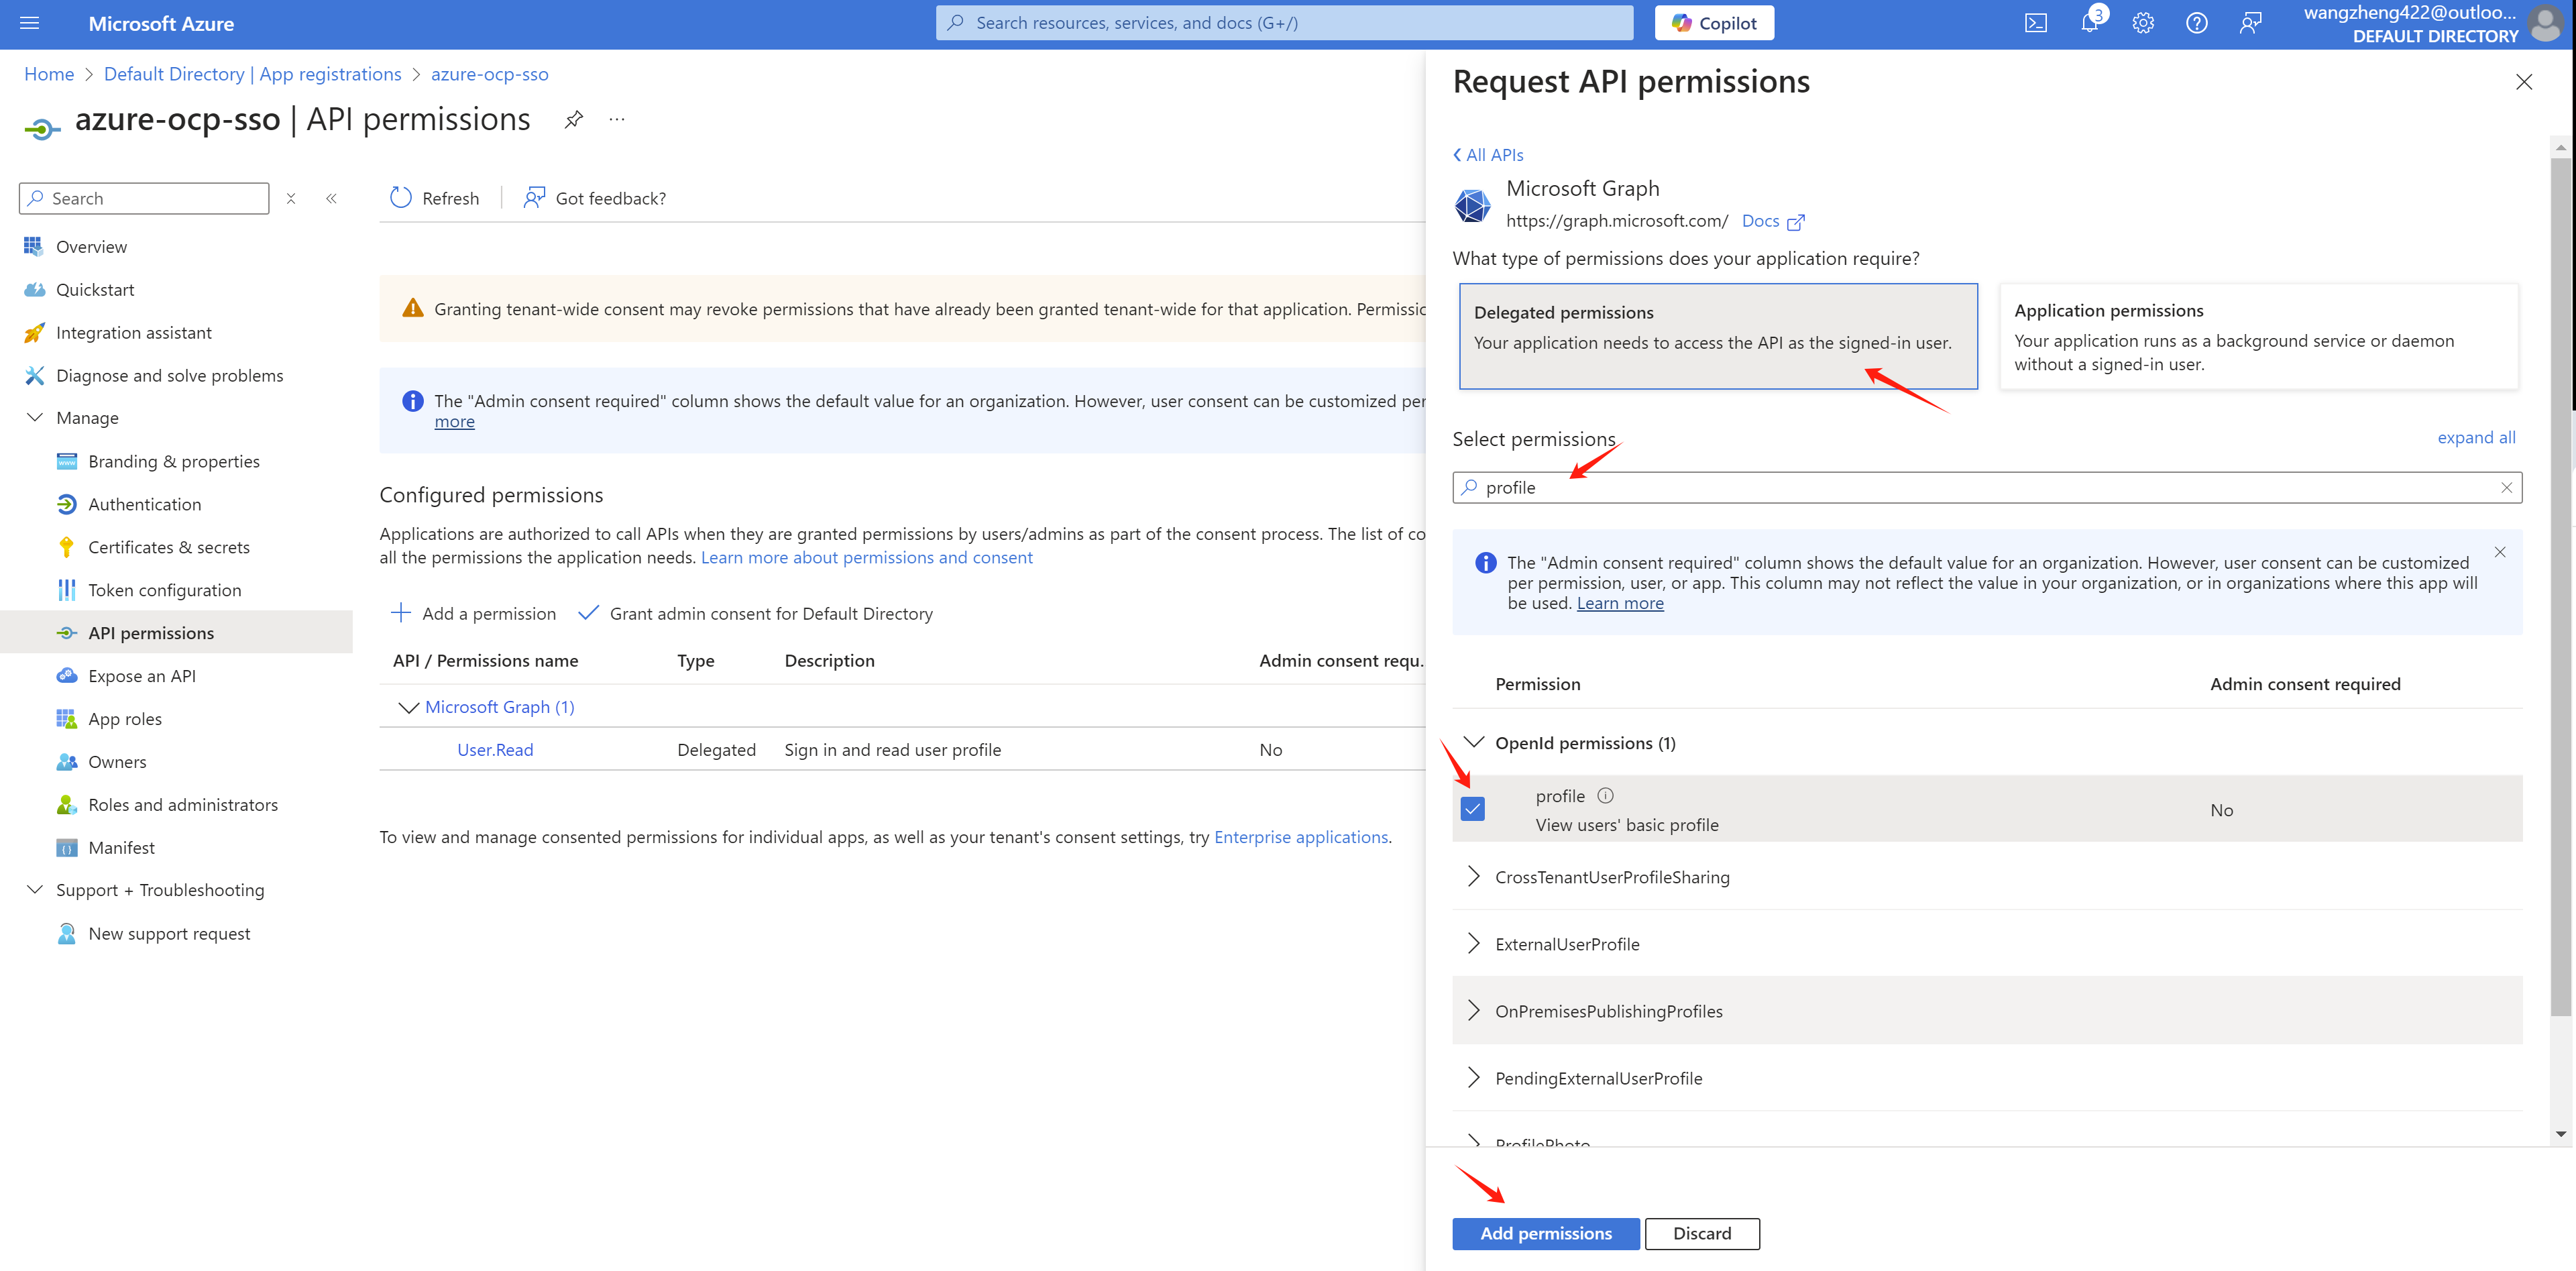 Microsoft Azure
Search resources, services, and docs (G+/)
Copilot
3
wangzheng422@outloo...
DEFAULT DIRECTORY
Home > Default Directory | App registrations > azure-ocp-sso
azure-ocp-sso | API permissions
...
Search
Refresh
Got feedback?
Overview
Quickstart
Integration assistant
Diagnose and solve problems
Manage
Branding & properties
Authentication
Certificates & secrets
Token configuration
API permissions
Expose an API
App roles
Owners
Roles and administrators
Manifest
Support + Troubleshooting
New support request
Granting tenant-wide consent may revoke permissions that have already been granted tenant-wide for that application. Permissic
The "Admin consent required" column shows the default value for an organization. However, user consent can be customized per
more
Configured permissions
Applications are authorized to call APIs when they are granted permissions by users/admins as part of the consent process. The list of co
all the permissions the application needs. Learn more about permissions and consent
Add a permission
Grant admin consent for Default Directory
API / Permissions name Type Description Admin consent requ...
Microsoft Graph (1)
User.Read Delegated Sign in and read user profile No
To view and manage consented permissions for individual apps, as well as your tenant's consent settings, try Enterprise applications.
Request API permissions
All APIs
Microsoft Graph
https://graph.microsoft.com/ Docs
What type of permissions does your application require?
Delegated permissions
Your application needs to access the API as the signed-in user.
Application permissions
Your application runs as a background service or daemon
without a signed-in user.
Select permissions
expand all
profile
The "Admin consent required" column shows the default value for an organization. However, user consent can be customized
per permission, user, or app. This column may not reflect the value in your organization, or in organizations where this app will
be used. Learn more
Permission Admin consent required
OpenId permissions (1)
profile
View users' basic profile
No
CrossTenantUserProfileSharing
ExternalUserProfile
OnPremisesPublishingProfiles
PendingExternalUserProfile
ProfilePhoto
Add permissions
Discard